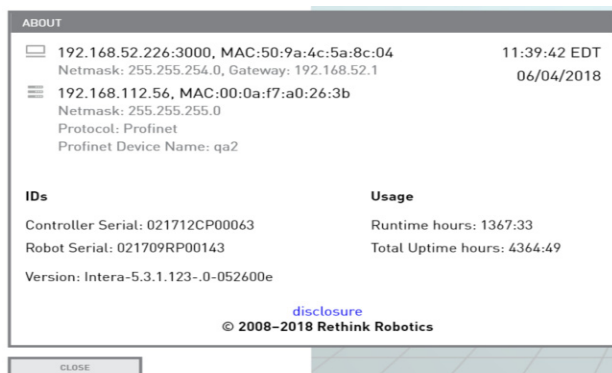 ABOUT
192.168.52.226:3000, MAC:50:9a:4c:5a:8c:04
11:39:42 EDT
Netmask: 255.255.254.0, Gateway: 192.168.52.1
06/04/2018
192.168.112.56, MAC:00:0a:f7:a0:26:3b
Netmask: 255.255.255.0
Protocol: Profinet
Profinet Device Name: qa2
IDs
Controller Serial: 021712CP00063
Robot Serial: 021709RP00143
Version: Intera-5.3.1.123-.0-052600e
Usage
Runtime hours: 1367:33
Total Uptime hours: 4364:49
disclosure
© 2008–2018 Rethink Robotics
CLOSE